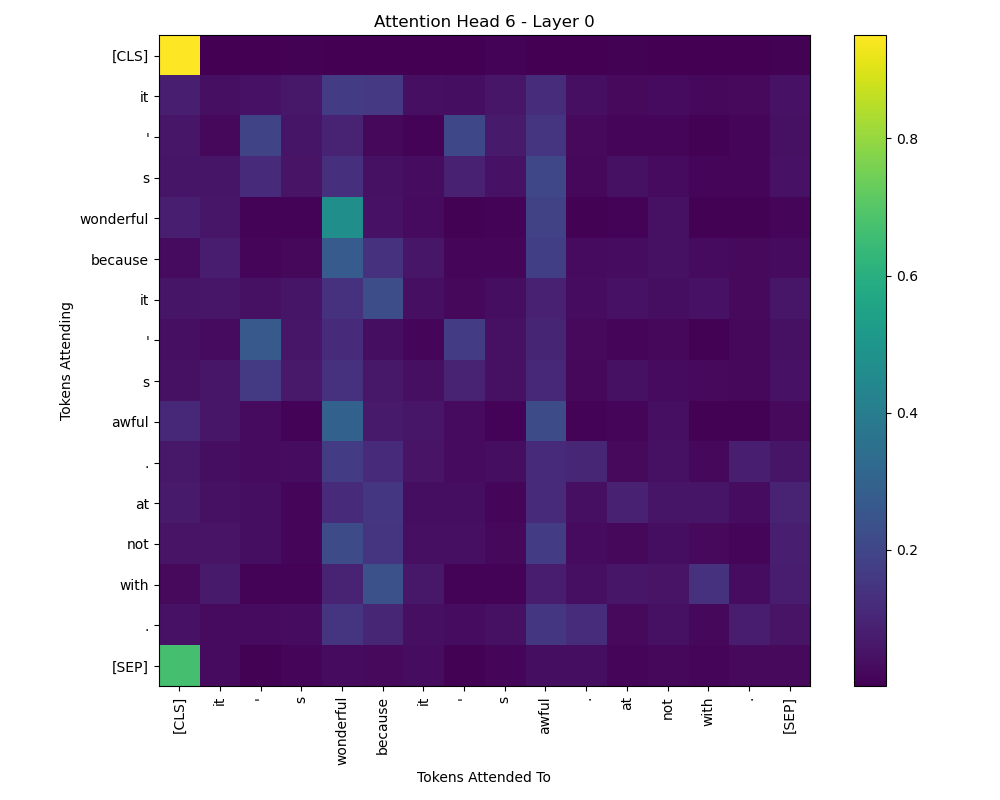 Attention Head 6 - Layer 0
Tokens Attending
[CLS]
it
'
s
wonderful
because
it
'
s
awful
.
at
not
with
.
[SEP]
[CLS]
it
'
s
wonderful
because
it
'
s
awful
.
at
not
with
.
[SEP]
Tokens Attended To
0.8
0.6
0.4
0.2